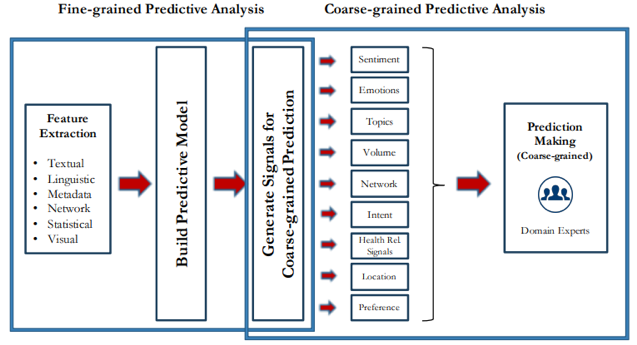 Fine-grained Predictive Analysis
Coarse-grained Predictive Analysis
Feature
Extraction
• Textual
• Linguistic
• Metadata
• Network
• Statistical
• Visual
Build Predictive Model
Generate Signals for
Coarse-grained Prediction
Sentiment
Emotions
Topics
Volume
Network
Intent
Health Rel.
Signals
Location
Preference
Prediction
Making
(Coarse-grained)
Domain Experts